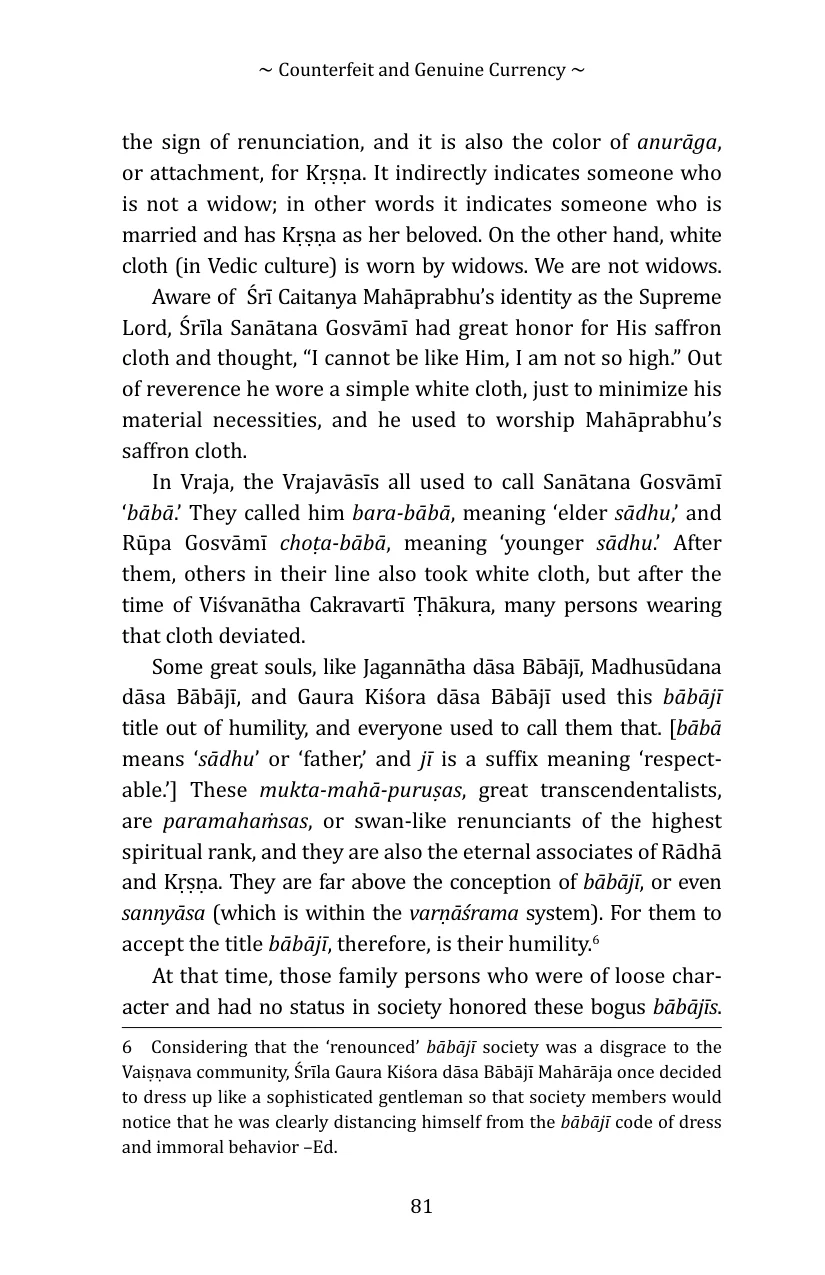 ~ Counterfeit and Genuine Currency ~
the sign of renunciation, and it is also the color of anurāga,
or attachment, for Kṛṣṇa. It indirectly indicates someone who
is not a widow; in other words it indicates someone who is
married and has Kṛṣṇa as her beloved. On the other hand, white
cloth (in Vedic culture) is worn by widows. We are not widows.
Aware of Śrī Caitanya Mahāprabhu’s identity as the Supreme
Lord, Śrīla Sanātana Gosvāmī had great honor for His saffron
cloth and thought, “I cannot be like Him, I am not so high.” Out
of reverence he wore a simple white cloth, just to minimize his
material necessities, and he used to worship Mahāprabhu’s
saffron cloth.
In Vraja, the Vrajavāsīs all used to call Sanātana Gosvāmī
‘bābā.’ They called him bara-bābā, meaning ‘elder sādhu,’ and
Rūpa Gosvāmī choṭa-bābā, meaning ‘younger sādhu.’ After
them, others in their line also took white cloth, but after the
time of Viśvanātha Cakravartī Ṭhākura, many persons wearing
that cloth deviated.
Some great souls, like Jagannātha dāsa Bābājī, Madhusūdana
dāsa Bābājī, and Gaura Kiśora dāsa Bābājī used this bābājī
title out of humility, and everyone used to call them that. [bābā
means ‘sādhu’ or ‘father,’ and jī is a suffix meaning ‘respect-
able.’] These mukta-mahā-puruṣas, great transcendentalists,
are paramahaṁsas, or swan-like renunciants of the highest
spiritual rank, and they are also the eternal associates of Rādhā
and Kṛṣṇa. They are far above the conception of bābājī, or even
sannyāsa (which is within the varṇāśrama system). For them to
accept the title bābājī, therefore, is their humility.6
At that time, those family persons who were of loose char-
acter and had no status in society honored these bogus bābājīs.
6 Considering that the ‘renounced’ bābājī society was a disgrace to the
Vaiṣṇava community, Śrīla Gaura Kiśora dāsa Bābājī Mahārāja once decided
to dress up like a sophisticated gentleman so that society members would
notice that he was clearly distancing himself from the bābājī code of dress
and immoral behavior –Ed.
81